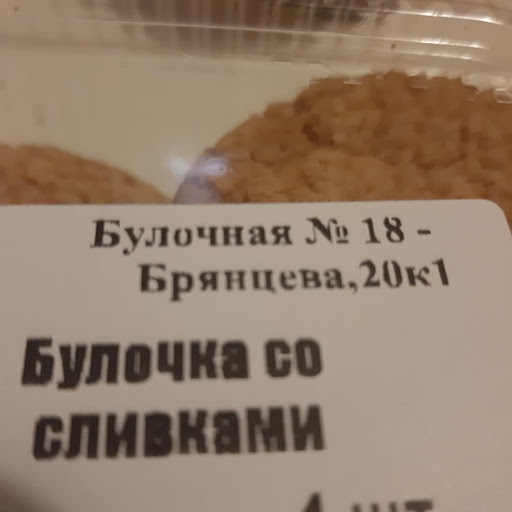 Булочная № 18 -
Брянцева,20к1
Булочка со
сливками